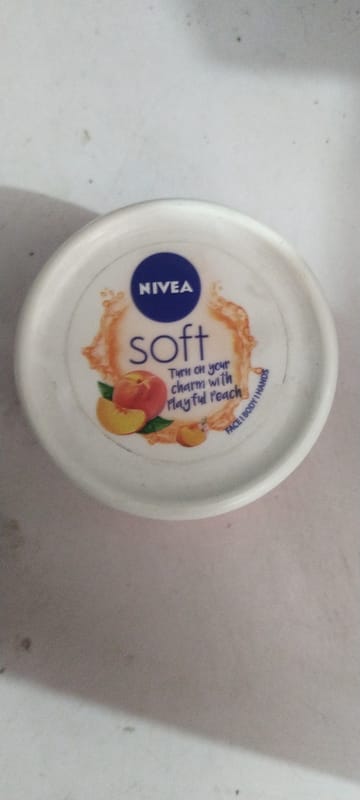 NIVEA
soft
Turn on your
charm with
Playful Peach
FACE | BODY | HANDS